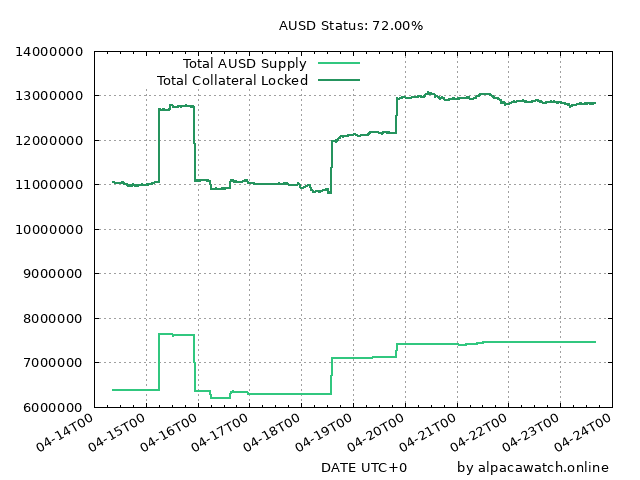 AUSD Status: 72.00%
Total AUSD Supply
Total Collateral Locked
14000000
13000000
12000000
11000000
10000000
9000000
8000000
7000000
6000000
04-14T00
04-15T00
04-16T00
04-17T00
04-18T00
04-19T00
04-20T00
04-21T00
04-22T00
04-23T00
04-24T00
DATE UTC+0
by alpacawatch.online